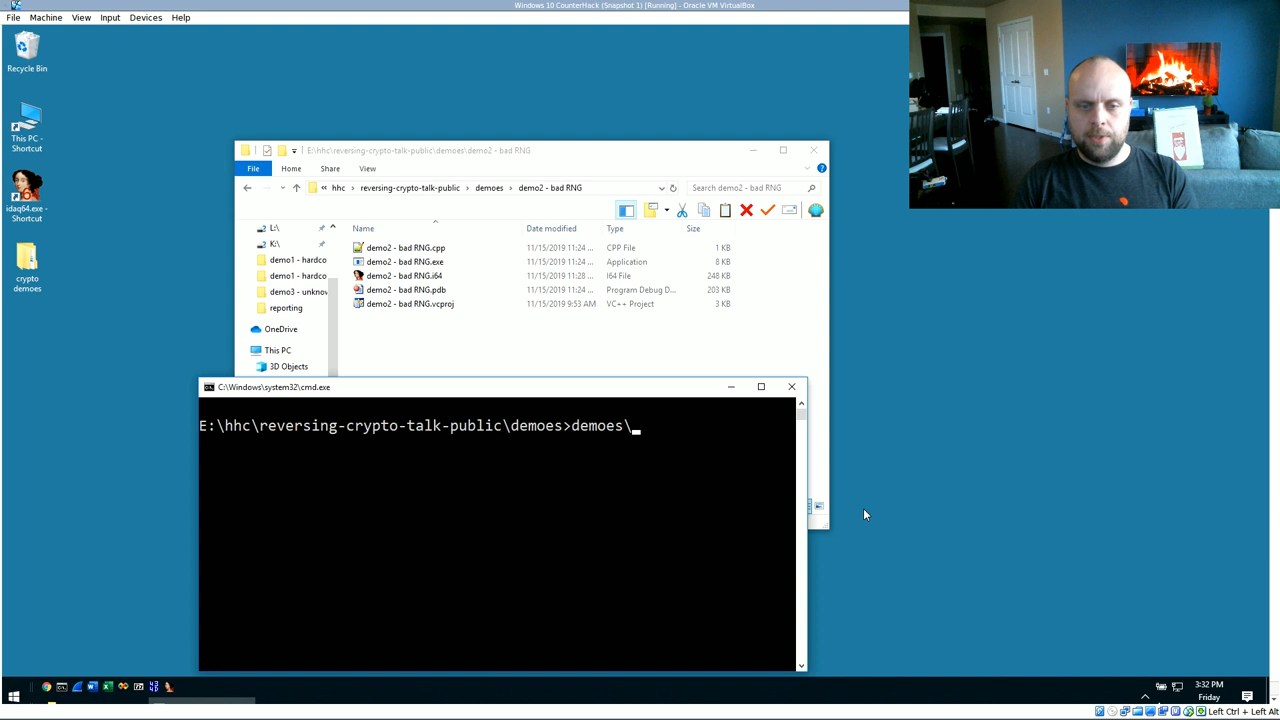 Windows 10 CounterHack (Snapshot 1) [Running] - Oracle VM VirtualBox
File Machine View Input Devices Help
Recycle Bin
This PC -
Shortcut
idaq64.exe -
Shortcut
crypto
demoes
E:\hhc\reversing-crypto-talk-public\demoes\demo2 - bad RNG
File Home Share View
« hhc › reversing-crypto-talk-public › demoes › demo2 - bad RNG
Search demo2 - bad RNG
L:\
K:\
demo1 - hardco
demo1 - hardco
demo3 - unknow
reporting
OneDrive
This PC
3D Objects
Name Date modified Type Size
demo2 - bad RNG.cpp 11/15/2019 11:24 ... CPP File 1 KB
demo2 - bad RNG.exe 11/15/2019 11:24 ... Application 8 KB
demo2 - bad RNG.i64 11/15/2019 11:28 ... I64 File 248 KB
demo2 - bad RNG.pdb 11/15/2019 11:24 ... Program Debug D... 203 KB
demo2 - bad RNG.vcproj 11/15/2019 9:53 AM VC++ Project 3 KB
C:\Windows\system32\cmd.exe
E:\hhc\reversing-crypto-talk-public\demoes>demoes\
3:32 PM
Friday
Left Ctrl + Left Alt